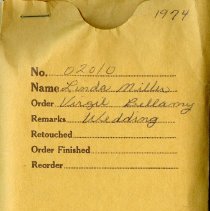 1974
No. 02010
Name Linda Miller
Order Virgil Bellamy
Remarks Wedding
Retouched
Order Finished
Reorder